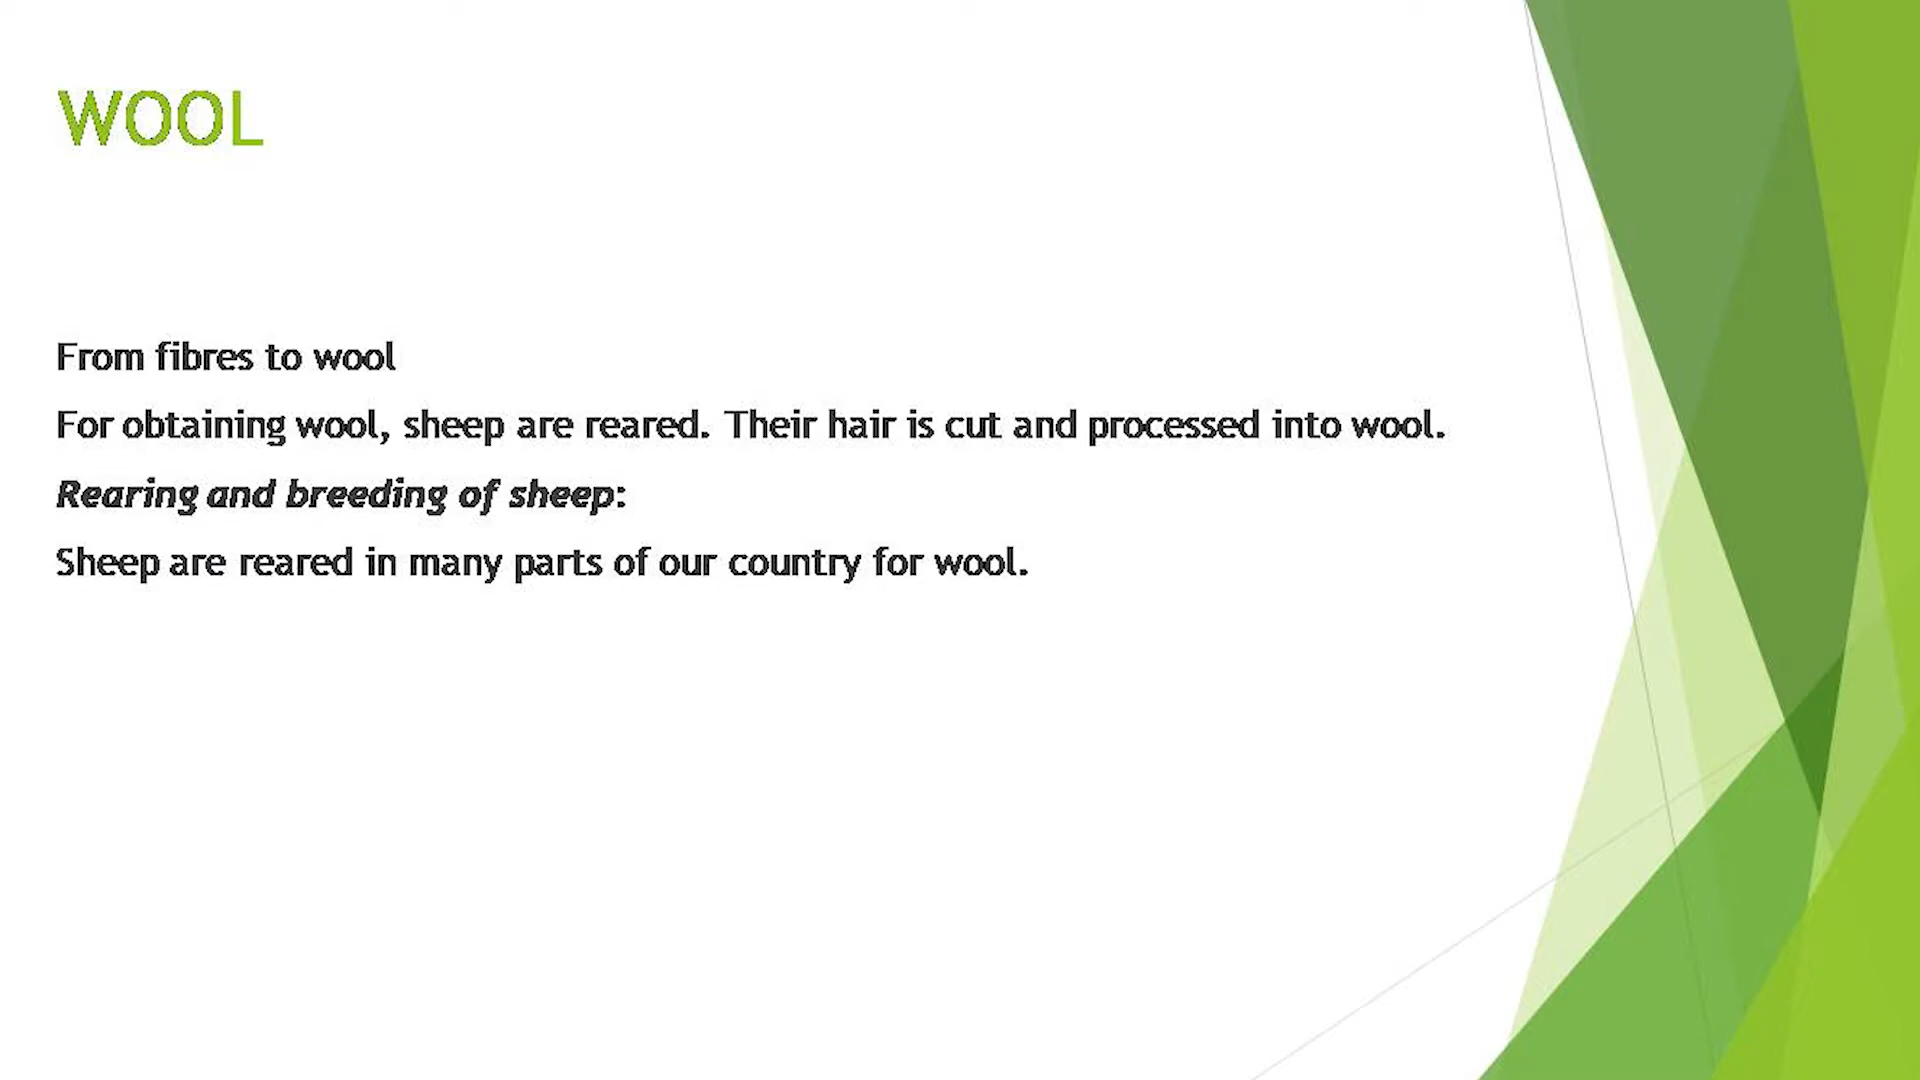 WOOL
From fibres to wool
For obtaining wool, sheep are reared. Their hair is cut and processed into wool.
Rearing and breeding of sheep:
Sheep are reared in many parts of our country for wool.